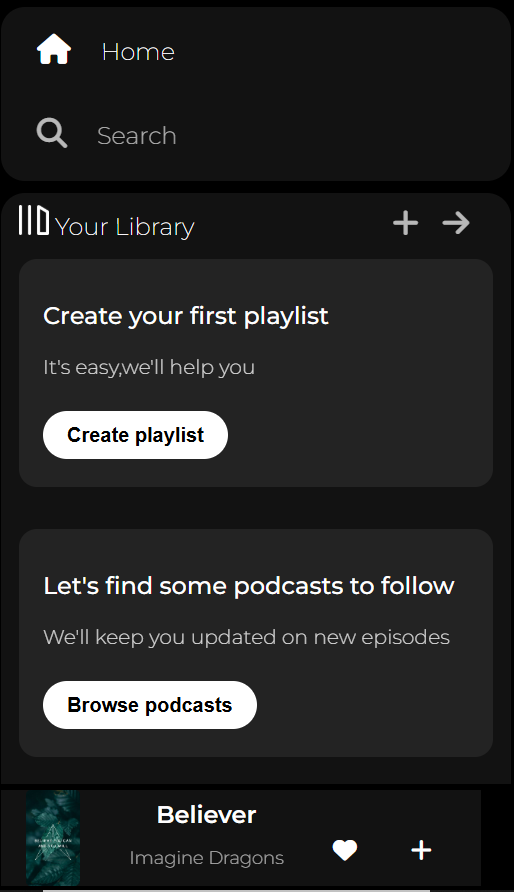 Home
Search
Your Library
Create your first playlist
It's easy,we'll help you
Create playlist
Let's find some podcasts to follow
We'll keep you updated on new episodes
Browse podcasts
Believer
Imagine Dragons